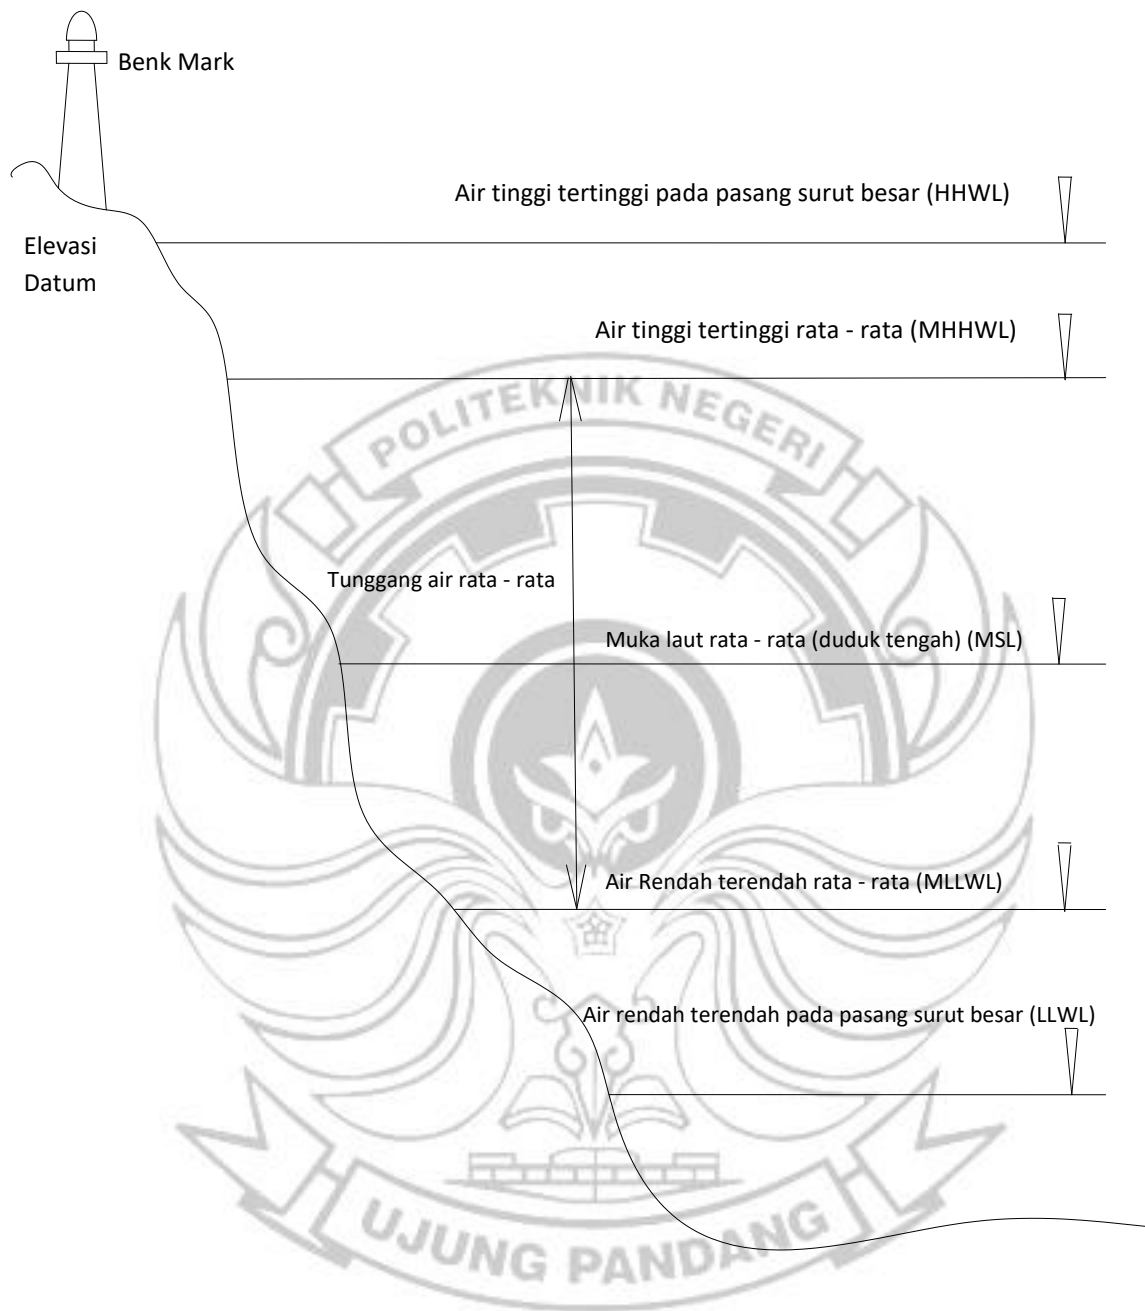 Benk Mark
Air tinggi tertinggi pada pasang surut besar (HHWL)
Elevasi
Datum
Air tinggi tertinggi rata - rata (MHHWL)
POLITEKNIK NEGERI
Tunggang air rata - rata
Muka laut rata - rata (duduk tengah) (MSL)
Air Rendah terendah rata - rata (MLLWL)
Air rendah terendah pada pasang surut besar (LLWL)
UJUNG PANDANG